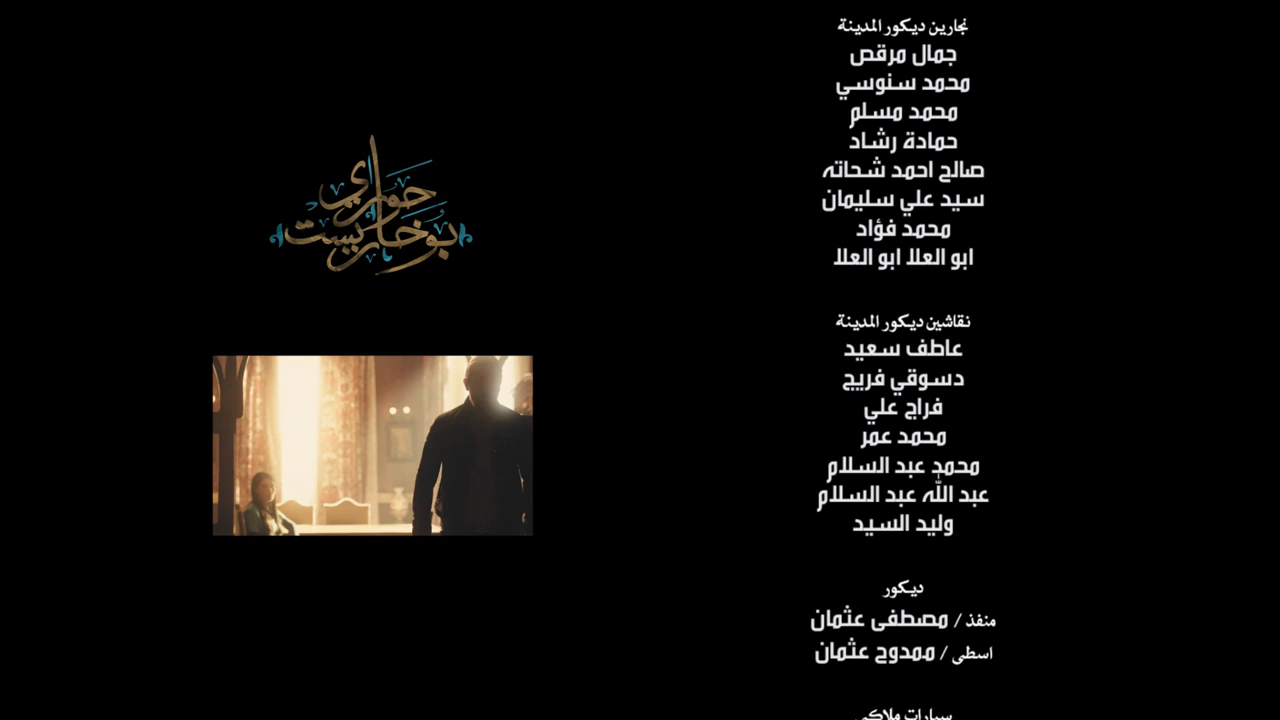 حواري
بوخارست
نجارين ديكور المدينة
جمال مرقص
محمد سنوسي
محمد مسلم
حمادة رشاد
صالح احمد شحاته
سيد علي سليمان
محمد فؤاد
ابو العلا ابو العلا
نقاشين ديكور المدينة
عاطف سعيد
دسوقي فريج
فراج علي
محمد عمر
محمد عبد السلام
عبد الله عبد السلام
وليد السيد
ديكور
منفذ / مصطفى عثمان
اسطى / ممدوح عثمان
سيارات ملاكي